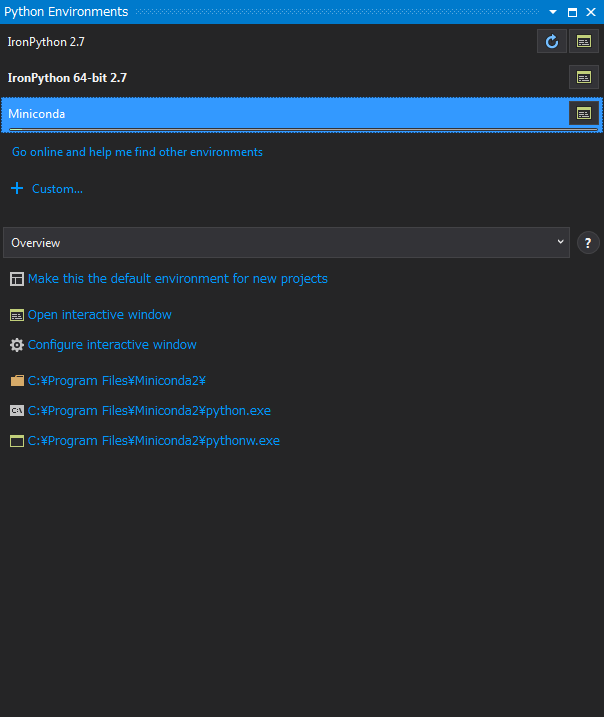 Python Environments
IronPython 2.7
IronPython 64-bit 2.7
Miniconda
Go online and help me find other environments
Custom...
Overview
?
Make this the default environment for new projects
Open interactive window
Configure interactive window
C:¥Program Files¥Miniconda2¥
C:\
C:¥Program Files¥Miniconda2¥python.exe
C:¥Program Files¥Miniconda2¥pythonw.exe